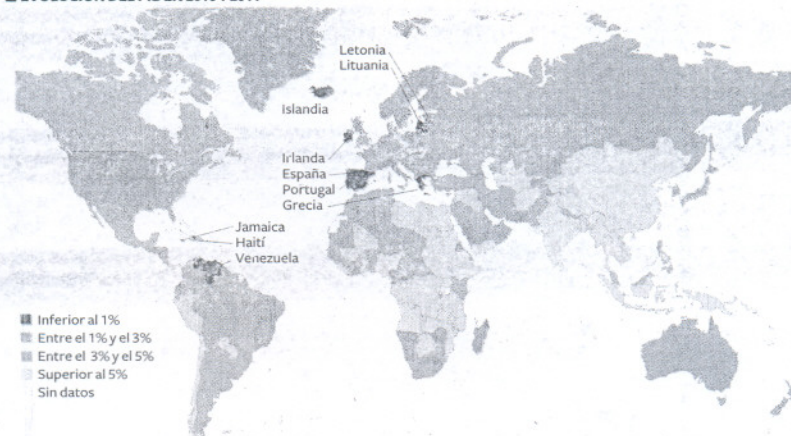 Letonia
Lituania
Islandia
Irlanda
España
Portugal
Grecia
Jamaica
Haití
Venezuela
Inferior al 1%
Entre el 1% y el 3%
Entre el 3% y el 5%
Superior al 5%
Sin datos